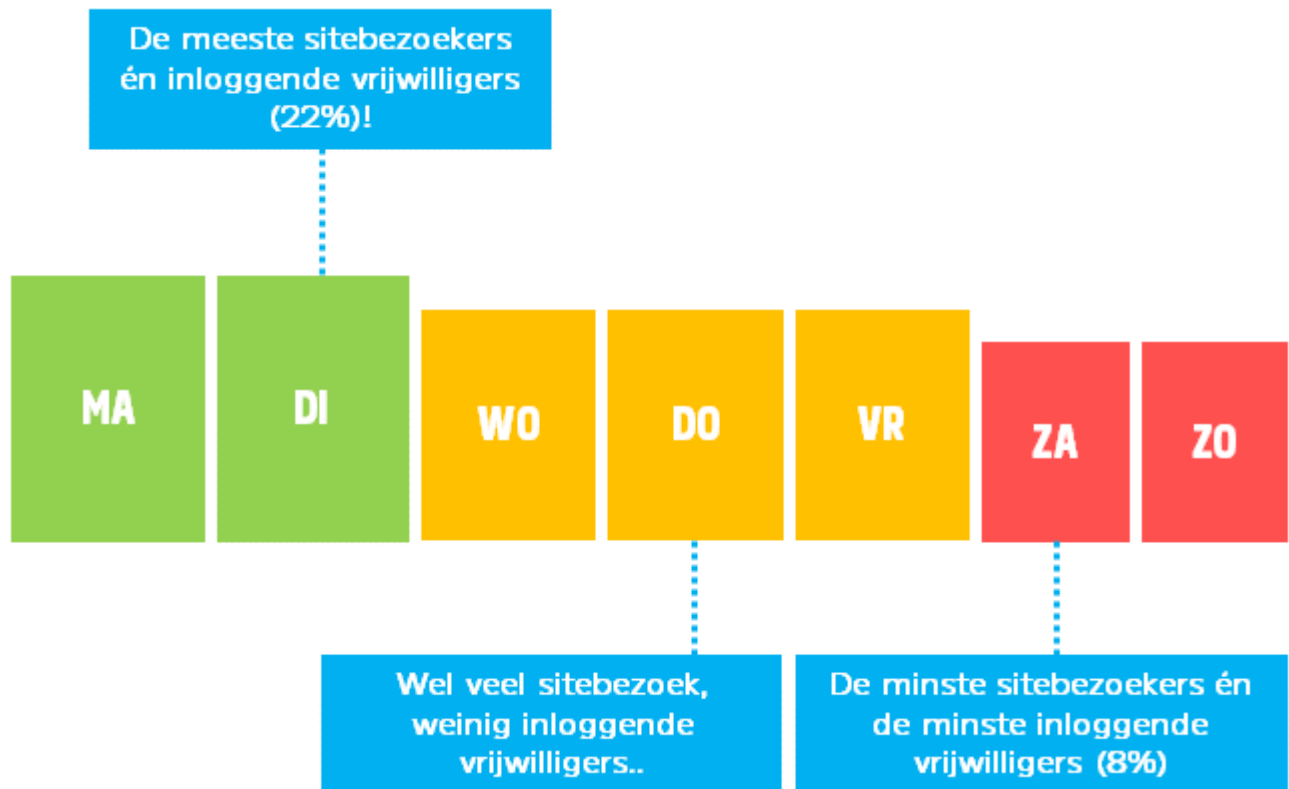 De meeste sitebezoekers
én inloggende vrijwilligers
(22%)!
MA
DI
WO
DO
VR
ZA
ZO
Wel veel sitebezoek,
weinig inloggende
vrijwilligers..
De minste sitebezoekers én
de minste inloggende
vrijwilligers (8%)